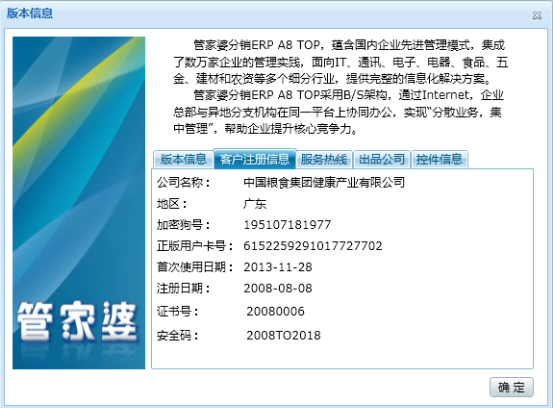 版本信息
管家婆分销ERP A8 TOP，蕴含国内企业先进管理模式，集成
了数万家企业的管理实践，面向IT、通讯、电子、电器、食品、五
金、建材和农资等多个细分行业，提供完整的信息化解决方案。
管家婆分销ERP A8 TOP采用B/S架构，通过Internet，企业
总部与异地分支机构在同一平台上协同办公，实现“分散业务，集
中管理”，帮助企业提升核心竞争力。
版本信息 客户注册信息 服务热线 出品公司 控件信息
公司名称： 中国粮食集团健康产业有限公司
地区： 广东
加密狗号： 195107181977
正版用户卡号： 6152259291017727702
首次使用日期： 2013-11-28
注册日期： 2008-08-08
证书号： 20080006
安全码： 2008TO2018
管家婆
确定